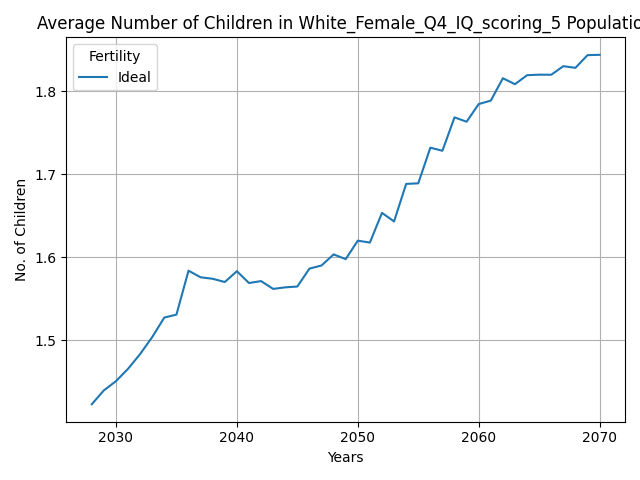 Average Number of Children in White_Female_Q4_IQ_scoring_5 Populatio
Fertility
Ideal
No. of Children
1.8
1.7
1.6
1.5
2030 2040 2050 2060 2070
Years